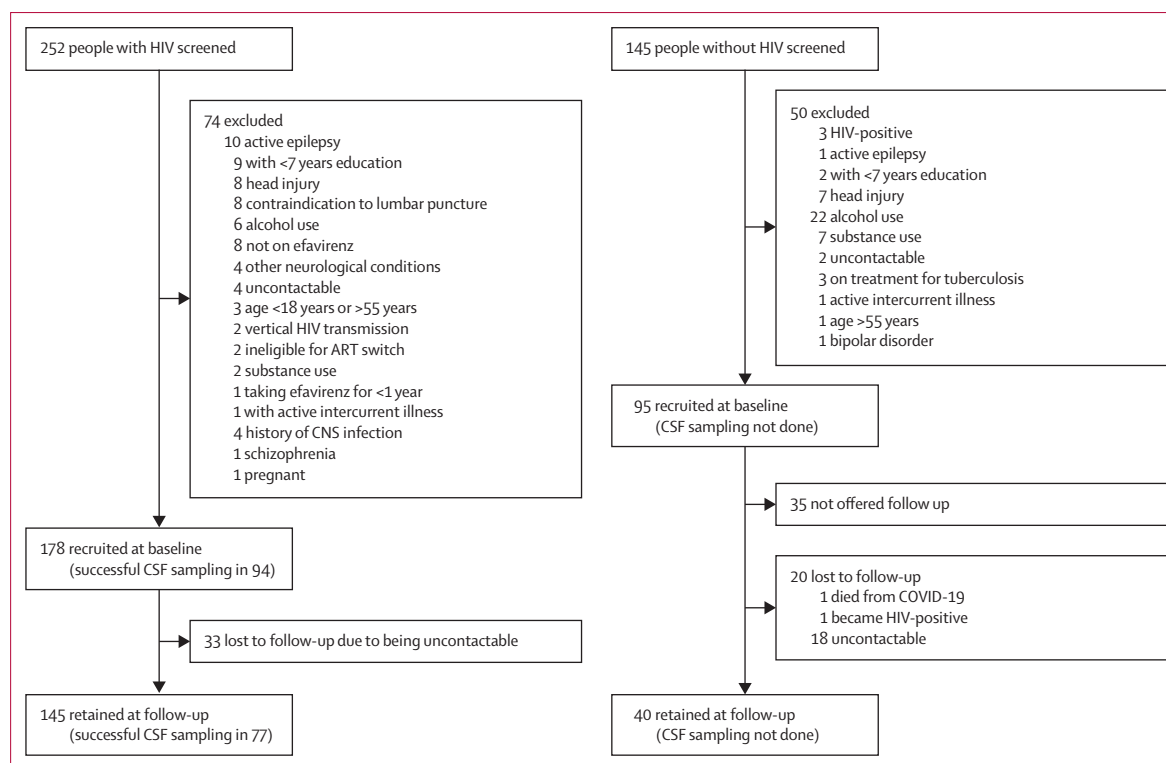 252 people with HIV screened
74 excluded
10 active epilepsy
9 with <7 years education
8 head injury
8 contraindication to lumbar puncture
6 alcohol use
8 not on efavirenz
4 other neurological conditions
4 uncontactable
3 age <18 years or >55 years
2 vertical HIV transmission
2 ineligible for ART switch
2 substance use
1 taking efavirenz for <1 year
1 with active intercurrent illness
4 history of CNS infection
1 schizophrenia
1 pregnant
178 recruited at baseline
(successful CSF sampling in 94)
33 lost to follow-up due to being uncontactable
145 retained at follow-up
(successful CSF sampling in 77)
145 people without HIV screened
50 excluded
3 HIV-positive
1 active epilepsy
2 with <7 years education
7 head injury
22 alcohol use
7 substance use
2 uncontactable
3 on treatment for tuberculosis
1 active intercurrent illness
1 age >55 years
1 bipolar disorder
95 recruited at baseline
(CSF sampling not done)
35 not offered follow up
20 lost to follow-up
1 died from COVID-19
1 became HIV-positive
18 uncontactable
40 retained at follow-up
(CSF sampling not done)